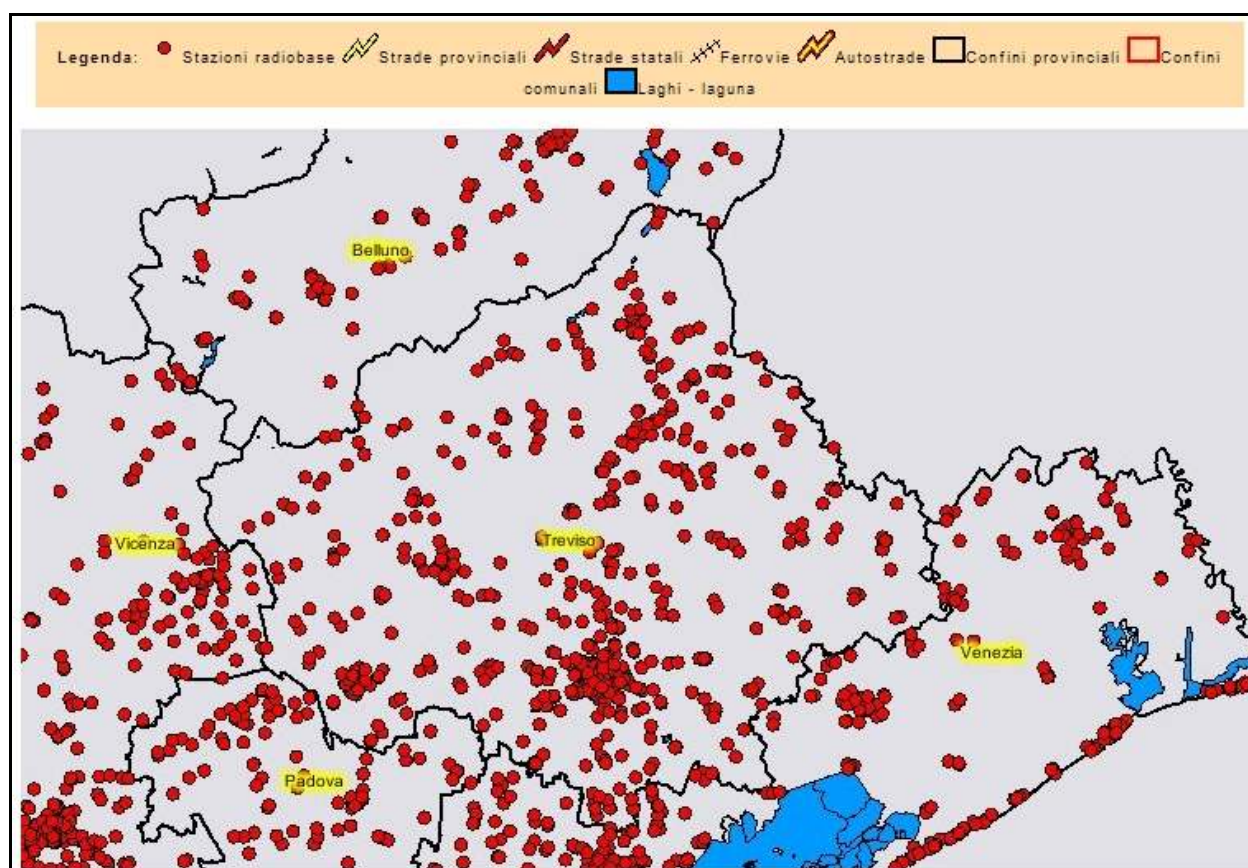 Legenda: Stazioni radiobase Strade provinciali Strade statali Ferrovie Autostrade Confini provinciali Confini
comunali Laghi - laguna
Belluno
Vicenza
Treviso
Venezia
Padova